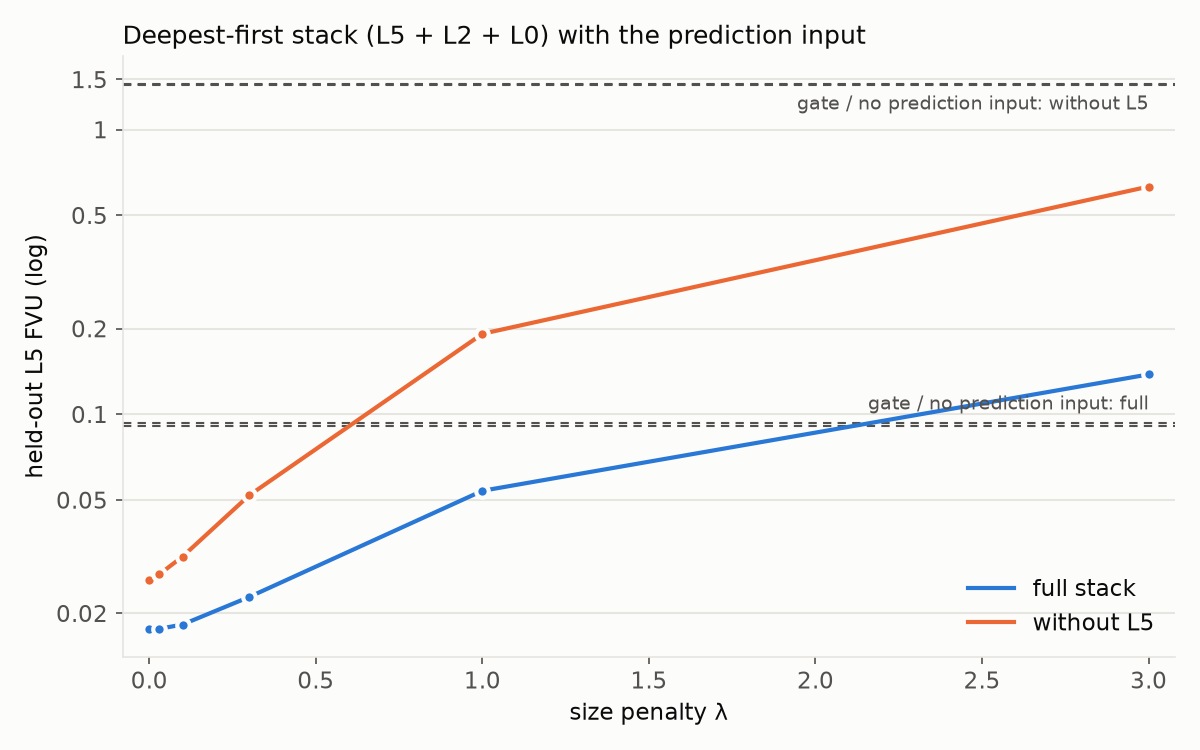 Deepest-first stack (L5 + L2 + L0) with the prediction input
held-out L5 FVU (log)
1.5
1
0.5
0.2
0.1
0.05
0.02
gate / no prediction input: without L5
gate / no prediction input: full
full stack
without L5
0.0
0.5
1.0
1.5
2.0
2.5
3.0
size penalty λ